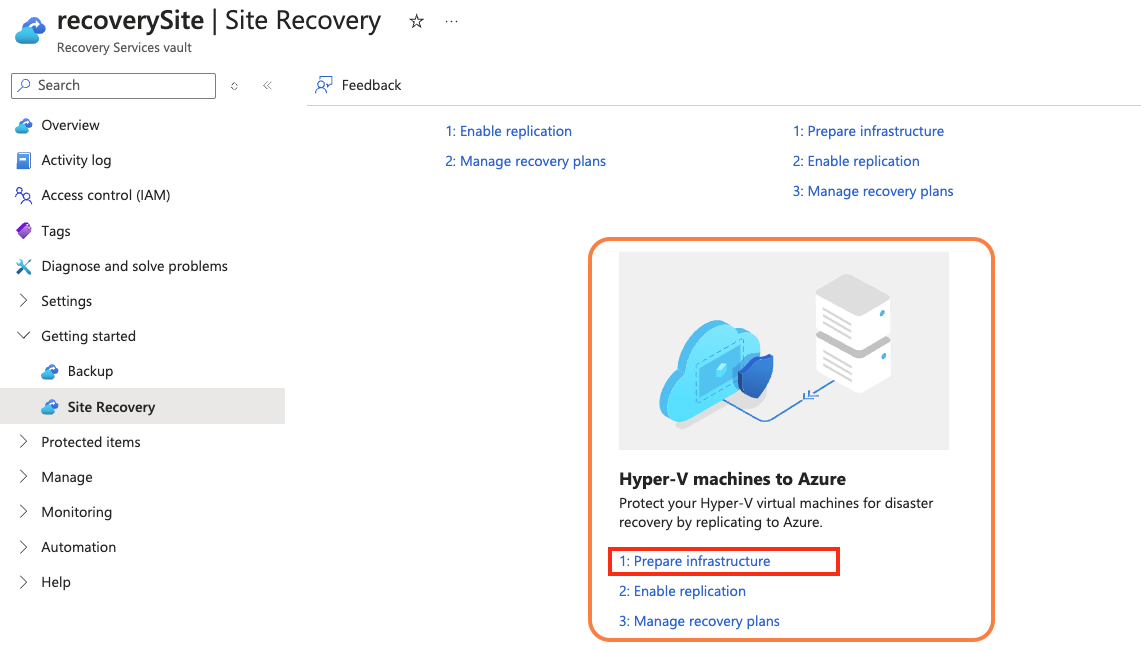 recoverySite | Site Recovery
Recovery Services vault
Search
Feedback
Overview
Activity log
Access control (IAM)
Tags
Diagnose and solve problems
Settings
Getting started
Backup
Site Recovery
Protected items
Manage
Monitoring
Automation
Help
1: Enable replication
2: Manage recovery plans
1: Prepare infrastructure
2: Enable replication
3: Manage recovery plans
Hyper-V machines to Azure
Protect your Hyper-V virtual machines for disaster
recovery by replicating to Azure.
1: Prepare infrastructure
2: Enable replication
3: Manage recovery plans